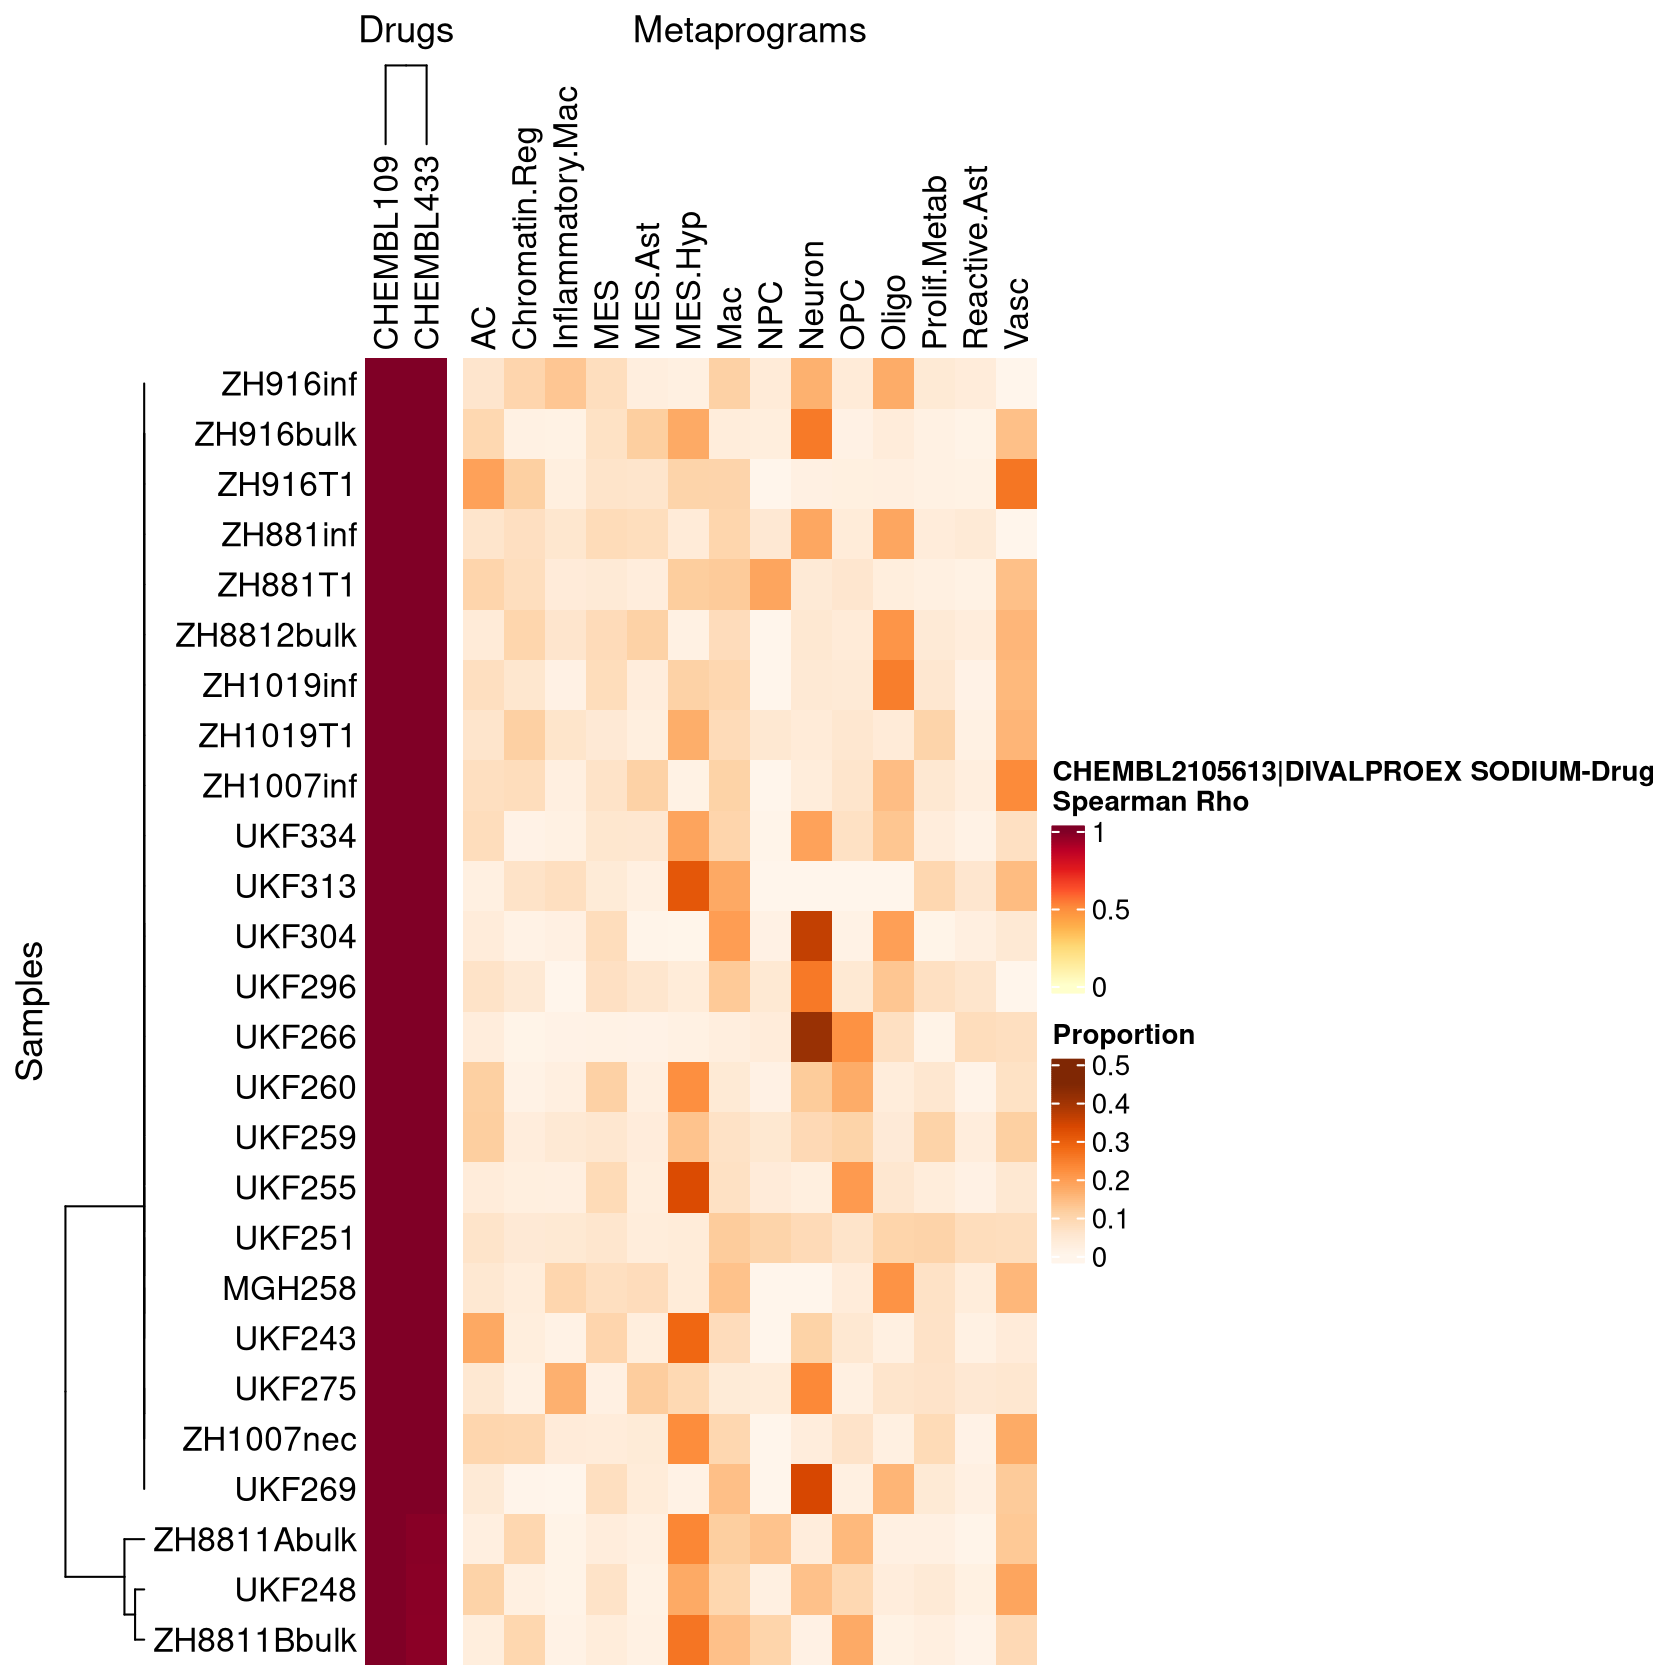 Drugs
Metaprograms
CHEMBL109
CHEMBL433
AC
Chromatin.Reg
Inflammatory.Mac
MES
MES.Ast
MES.Hyp
Mac
NPC
Neuron
OPC
Oligo
Prolif.Metab
Reactive.Ast
Vasc
Samples
ZH916inf
ZH916bulk
ZH916T1
ZH881inf
ZH881T1
ZH8812bulk
ZH1019inf
ZH1019T1
ZH1007inf
UKF334
UKF313
UKF304
UKF296
UKF266
UKF260
UKF259
UKF255
UKF251
MGH258
UKF243
UKF275
ZH1007nec
UKF269
ZH8811Abulk
UKF248
ZH8811Bbulk
CHEMBL2105613|DIVALPROEX SODIUM-Drug
Spearman Rho
1
0.5
0
Proportion
0.5
0.4
0.3
0.2
0.1
0